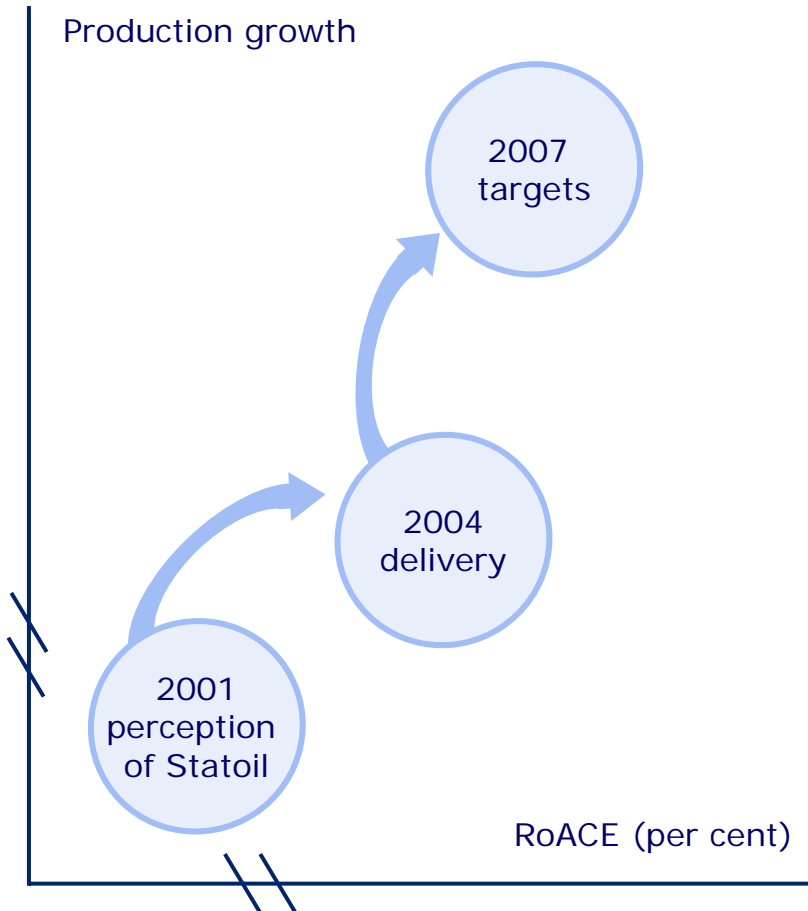 Production growth
2007
targets
2004
delivery
2001
perception
of Statoil
RoACE (per cent)